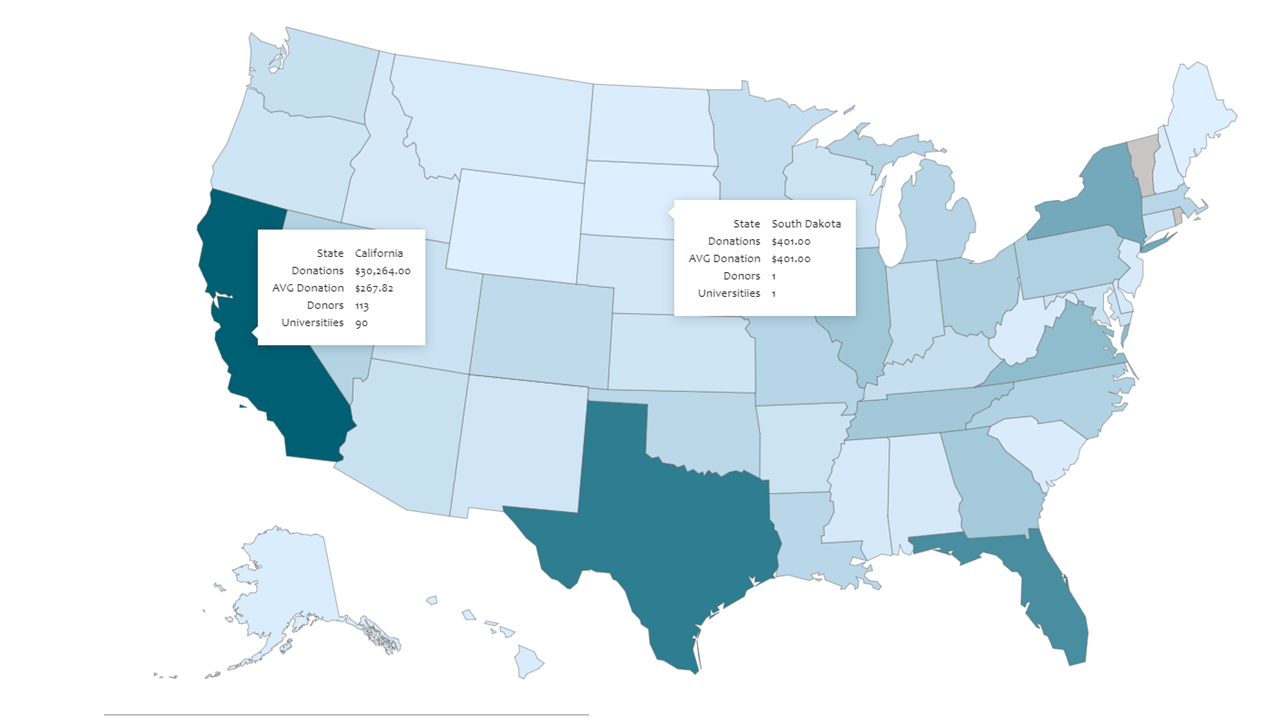 State California
Donations $30,264.00
AVG Donation $267.82
Donors 113
Universitiies 90
State South Dakota
Donations $401.00
AVG Donation $401.00
Donors 1
Universitiies 1